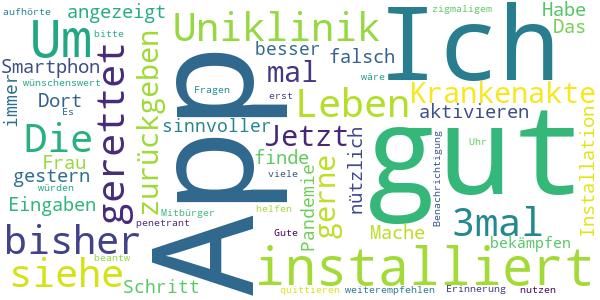 aufhörte
angezeigt
Um
Uniklinik
Ich
Habe
Das
zigmaligem
bitte
besser
falsch
Smartphon
mal
wünschenswert
immer
Dort
Es
gerettet
zurückgeben
App
Fragen
erst
wäre
Leben
Krankenakte
aktivieren
Die
sinnvoller
Jetzt
gut
Uhr
Installation
Frau
gestern
finde
viele
nützlich
Benachrichtigung
würden
Eingaben
Mitbürger
helfen
Pandemie
gerne
3mal
penetrant
bisher
Gute
Mache
bekämpfen
beantw
siehe
installiert
Schritt
quittieren
weiterempfehlen
Erinnerung
nutzen